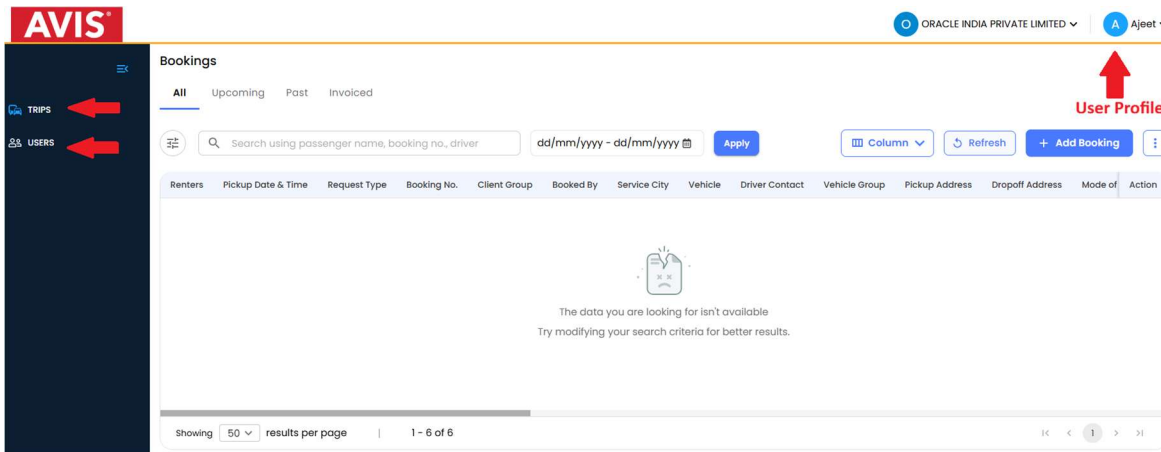 AVIS
O ORACLE INDIA PRIVATE LIMITED
A Ajeet
User Profile
TRIPS
USERS
Bookings
All Upcoming Past Invoiced
Search using passenger name, booking no., driver dd/mm/yyyy - dd/mm/yyyy Apply Column Refresh + Add Booking
Renters Pickup Date & Time Request Type Booking No. Client Group Booked By Service City Vehicle Driver Contact Vehicle Group Pickup Address Dropoff Address Mode of Action
The data you are looking for isn't available
Try modifying your search criteria for better results.
Showing 50 results per page | 1 - 6 of 6 1